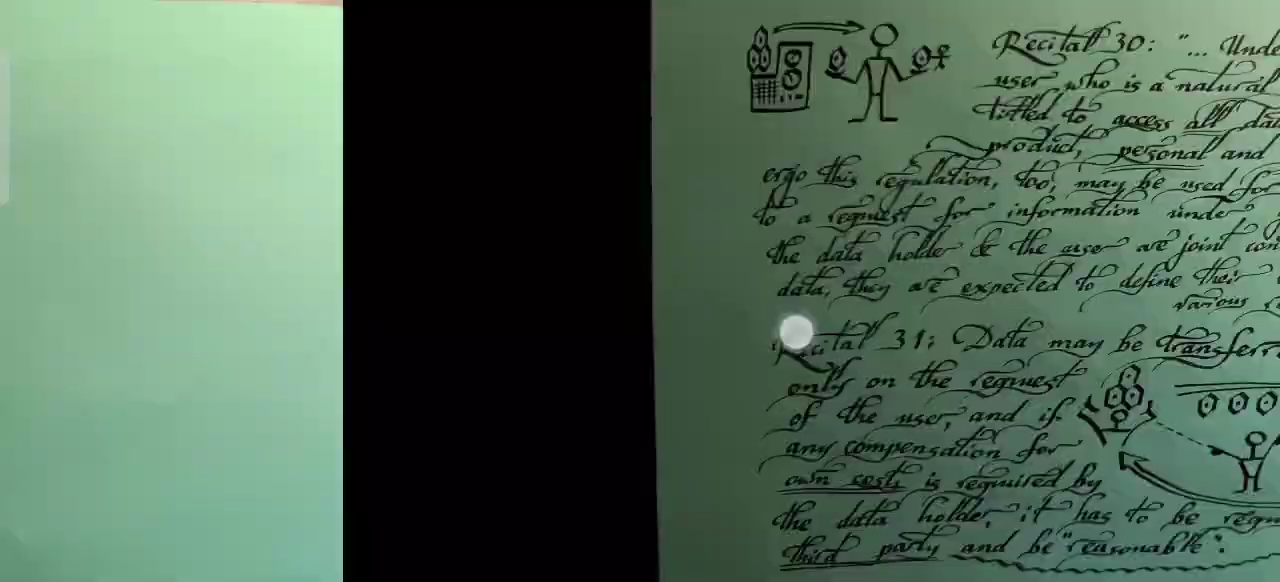 Recital 30: "... Unde
user who is a natural
titled to access all dat
product, personal and
ergo this regulation, too, may be used for
to a request for information under
the data holder & the user are joint con
data, they are expected to define their
various
Recital 31: Data may be transferr
only on the request
of the user, and if
any compensation for
own costs is required by
the data holder, it has to be requ
third party and be "reasonable".